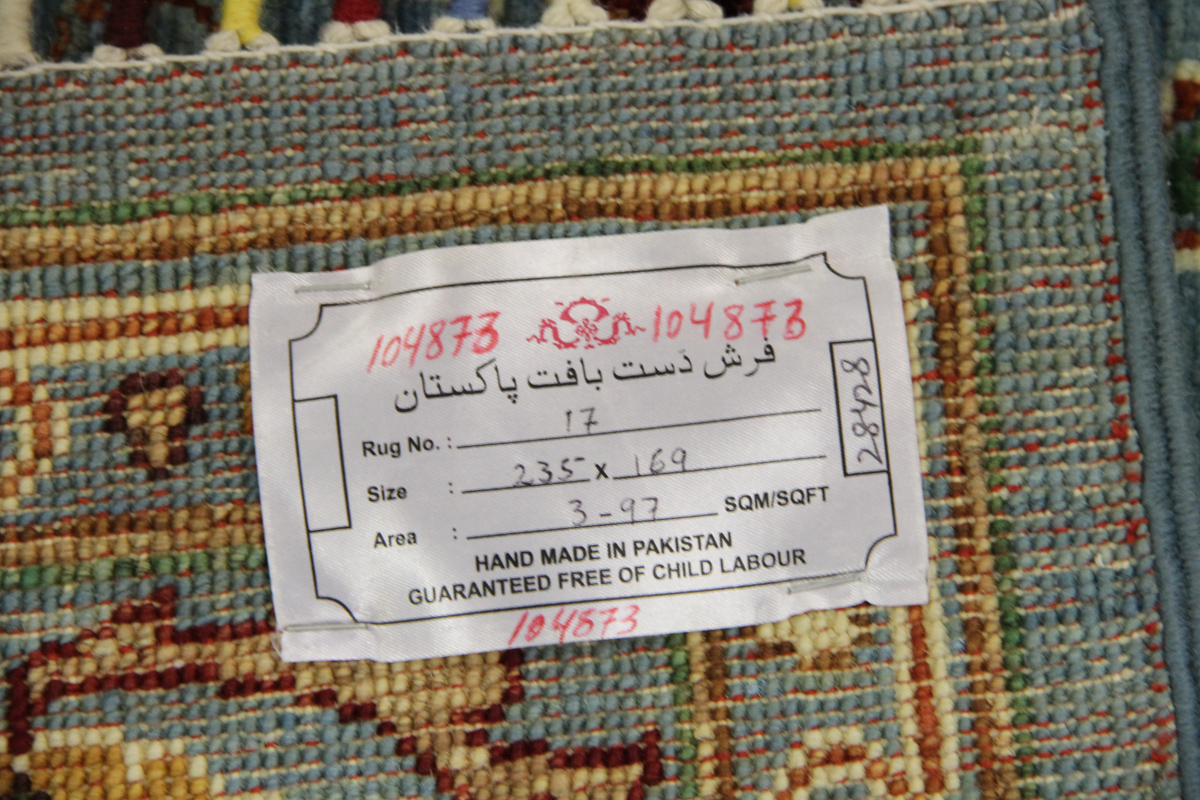 104873 104873
فرش دَست بافت پاکستان
Rug No. : 17
Size : 235 x 169
Area : 3-97 SQM/SQFT
HAND MADE IN PAKISTAN
GUARANTEED FREE OF CHILD LABOUR
104873
28428